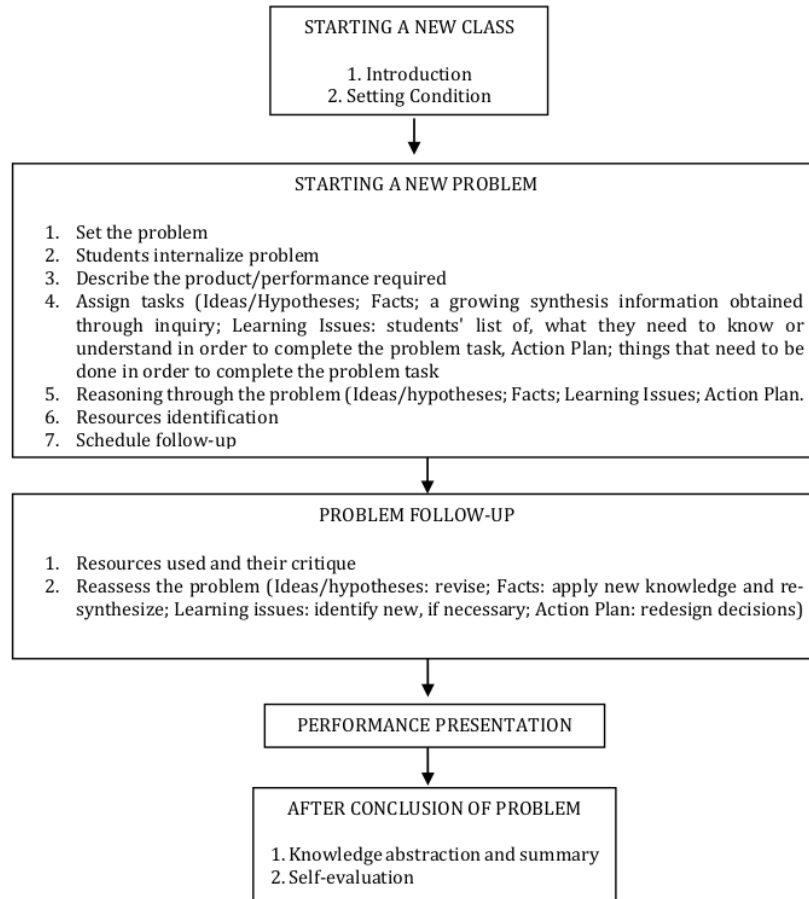 STARTING A NEW CLASS
1. Introduction
2. Setting Condition
STARTING A NEW PROBLEM
1. Set the problem
2. Students internalize problem
3. Describe the product/performance required
4. Assign tasks (Ideas/Hypotheses; Facts; a growing synthesis information obtained
through inquiry; Learning Issues: students' list of, what they need to know or
understand in order to complete the problem task, Action Plan; things that need to be
done in order to complete the problem task
5. Reasoning through the problem (Ideas/hypotheses; Facts; Learning Issues; Action Plan.
6. Resources identification
7. Schedule follow-up
PROBLEM FOLLOW-UP
1. Resources used and their critique
2. Reassess the problem (Ideas/hypotheses: revise; Facts: apply new knowledge and re-
synthesize; Learning issues: identify new, if necessary; Action Plan: redesign decisions)
PERFORMANCE PRESENTATION
AFTER CONCLUSION OF PROBLEM
1. Knowledge abstraction and summary
2. Self-evaluation